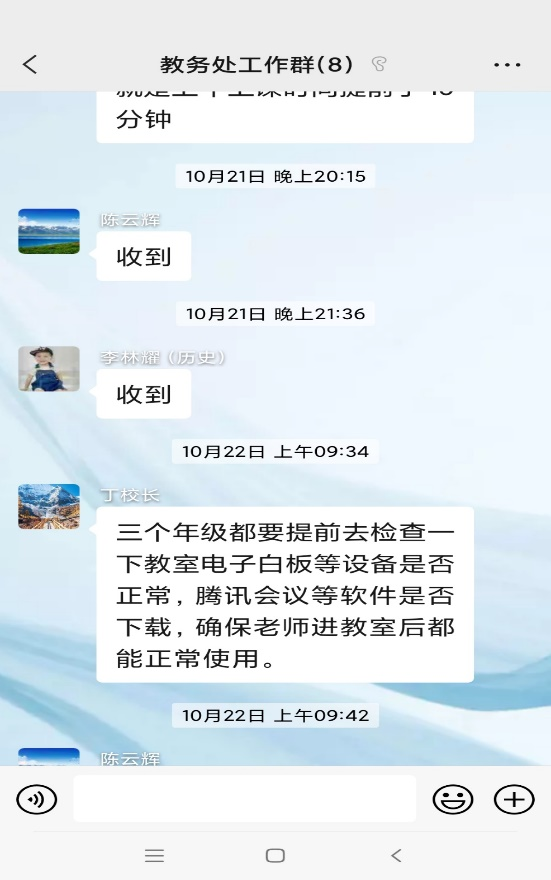 教务处工作群(8)
分钟
10月21日 晚上20:15
陈云辉
收到
10月21日 晚上21:36
李林耀（历史）
收到
10月22日 上午09:34
丁校长
三个年级都要提前去检查一
下教室电子白板等设备是否
正常，腾讯会议等软件是否
下载，确保老师进教室后都
能正常使用。
10月22日 上午09:42
陈云辉